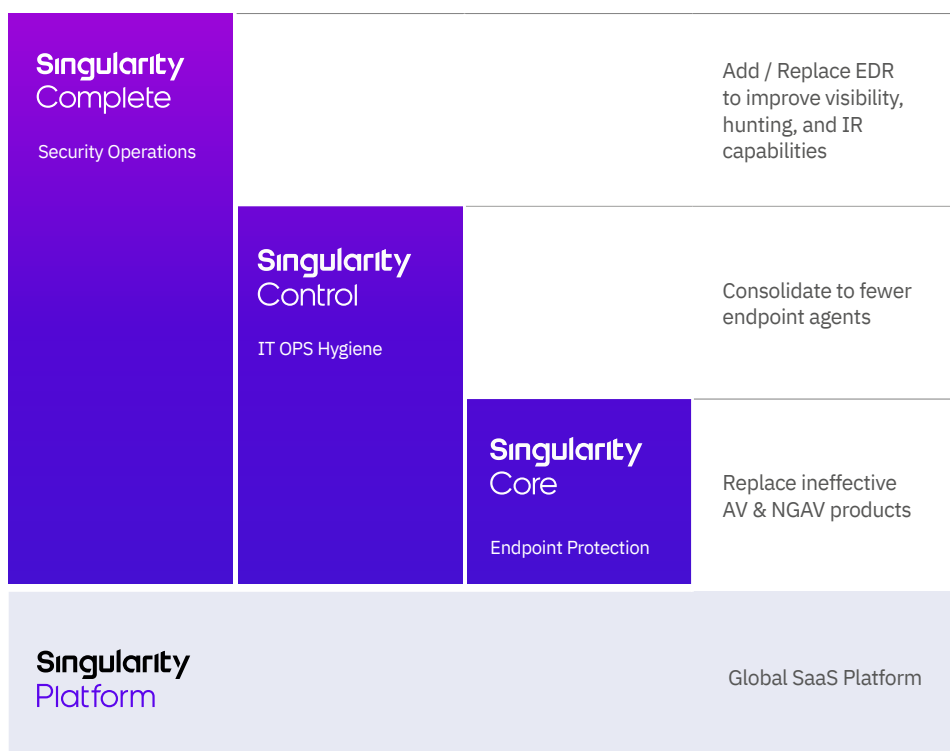 Singularity
Complete
Security Operations
Add / Replace EDR
to improve visibility,
hunting, and IR
capabilities
Singularity
Control
IT OPS Hygiene
Consolidate to fewer
endpoint agents
Singularity
Core
Endpoint Protection
Replace ineffective
AV & NGAV products
Singularity
Platform
Global SaaS Platform